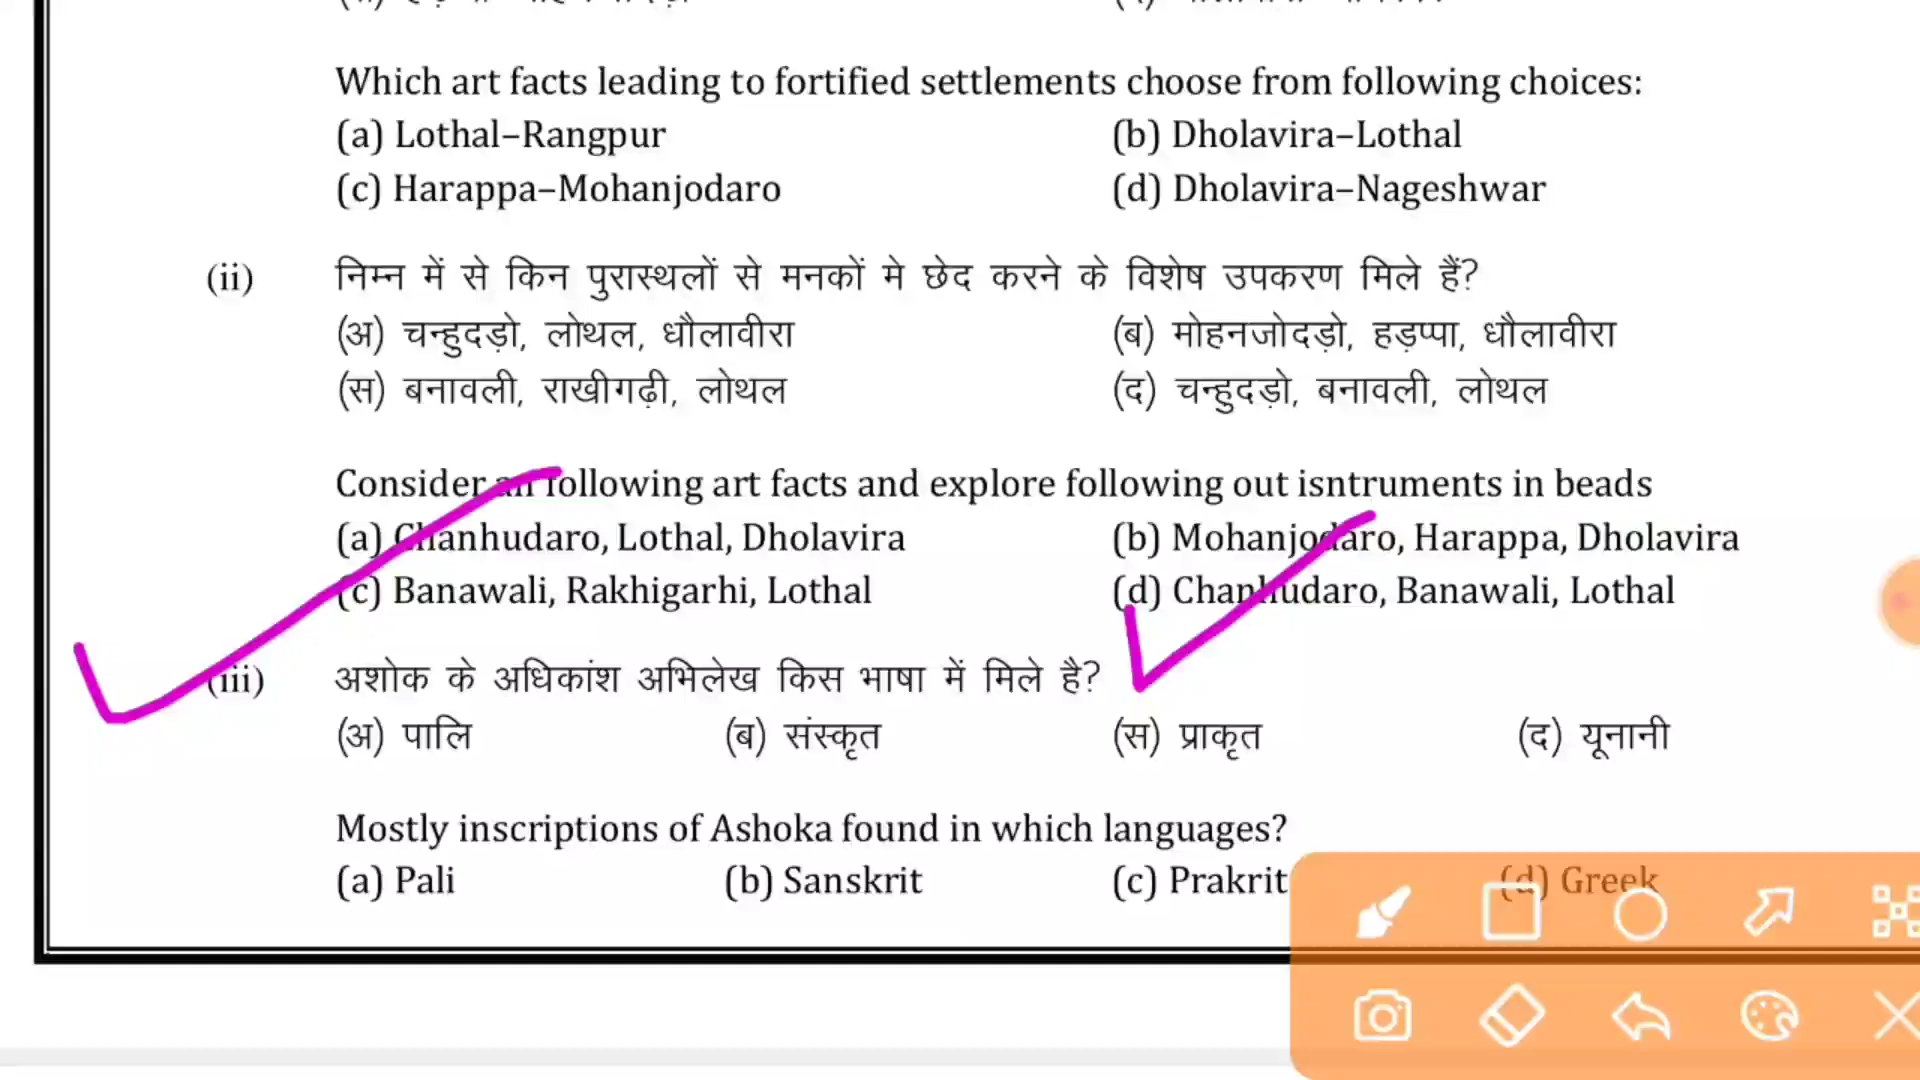 Which art facts leading to fortified settlements choose from following choices:
(a) Lothal–Rangpur (b) Dholavira–Lothal
(c) Harappa–Mohanjodaro (d) Dholavira–Nageshwar
(ii) निम्न में से किन पुरास्थलों से मनकों मे छेद करने के विशेष उपकरण मिले हैं?
(अ) चन्हुदड़ो, लोथल, धौलावीरा (ब) मोहनजोदड़ो, हड़प्पा, धौलावीरा
(स) बनावली, राखीगढ़ी, लोथल (द) चन्हुदड़ो, बनावली, लोथल
Consider an following art facts and explore following out isntruments in beads
(a) Chanhudaro, Lothal, Dholavira (b) Mohanjodaro, Harappa, Dholavira
(c) Banawali, Rakhigarhi, Lothal (d) Chanhudaro, Banawali, Lothal
(iii) अशोक के अधिकांश अभिलेख किस भाषा में मिले है?
(अ) पालि (ब) संस्कृत (स) प्राकृत (द) यूनानी
Mostly inscriptions of Ashoka found in which languages?
(a) Pali (b) Sanskrit (c) Prakrit (d) Greek